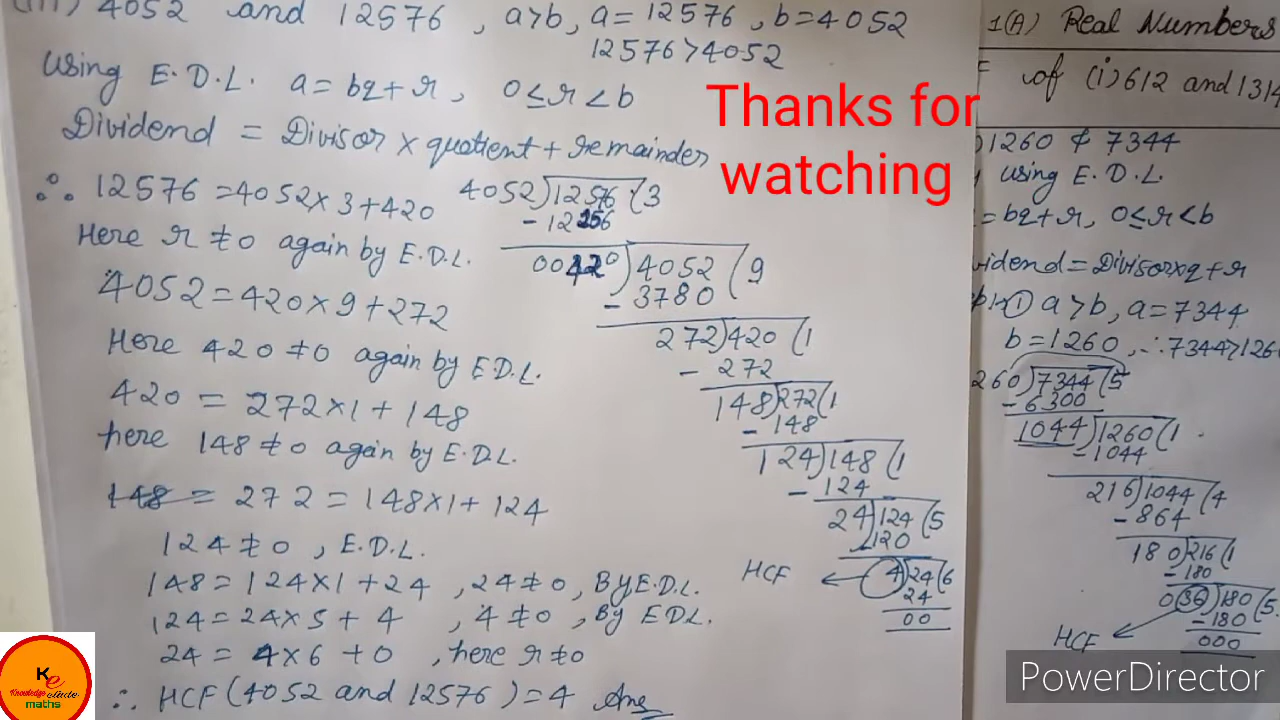 (iii) 4052 and 12576, a>b, a=12576, b=4052
12576>4052
using E.D.L. a=bq+r, 0≤r<b
Dividend = Divisor x quotient + remainder
∴ 12576=4052x3+420
Here r≠0 again by E.D.L.
4052=420x9+272
Here 420≠0 again by E.D.L.
420 = 272x1+148
here 148≠0 again by E.D.L.
148 = 272 = 148x1+124
124≠0, E.D.L.
148=124x1+24, 24≠0, BY E.D.L.
124=24x5+4, 4≠0, By EDL.
24=4x6+0, here r≠0
∴ HCF(4052 and 12576)=4 Ans
4052)12576(3
-12156
00420)4052(9
-3780
272)420(1
-272
148)272(1
-148
124)148(1
-124
24)124(5
-120
HCF ← 4)24(6
24
00
Thanks for
watching
1(A) Real Numbers
F of (i) 612 and 1314
)1260 & 7344
using E.D.L.
=bq+r, 0≤r<b
vidend=Divisorxq+r
① a>b, a=7344
b=1260, ∴7344>1260
260)7344(5
-6300
1044)1260(1
-1044
216)1044(4
-864
180)216(1
-180
036)180(5
-180
000
HCF
Ke
Knowledge
maths
PowerDirector